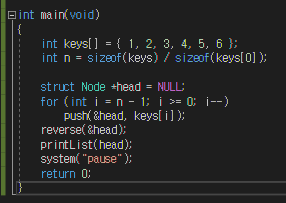 int main(void)
{
int keys[] = { 1, 2, 3, 4, 5, 6 };
int n = sizeof(keys) / sizeof(keys[0]);
struct Node *head = NULL;
for (int i = n - 1; i >= 0; i--)
push(&head, keys[i]);
reverse(&head);
printList(head);
system("pause");
return 0;
}